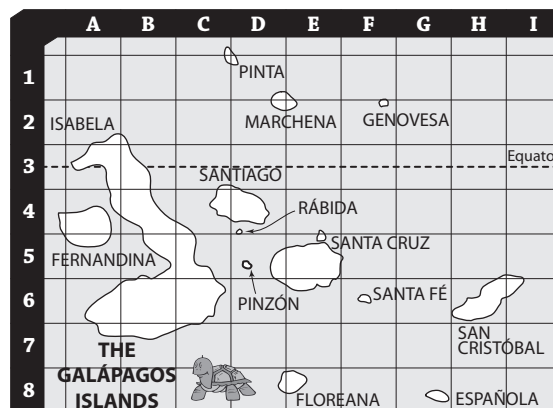 A B C D E F G H I
1
PINTA
2
MARCHENA
GENOVESA
ISABELA
Equato
3
SANTIAGO
4
RÁBIDA
SANTA CRUZ
5
FERNANDINA
PINZÓN
SANTA FÉ
6
7
SAN
CRISTÓBAL
THE
GALÁPAGOS
ISLANDS
8
FLOREANA
ESPAÑOLA